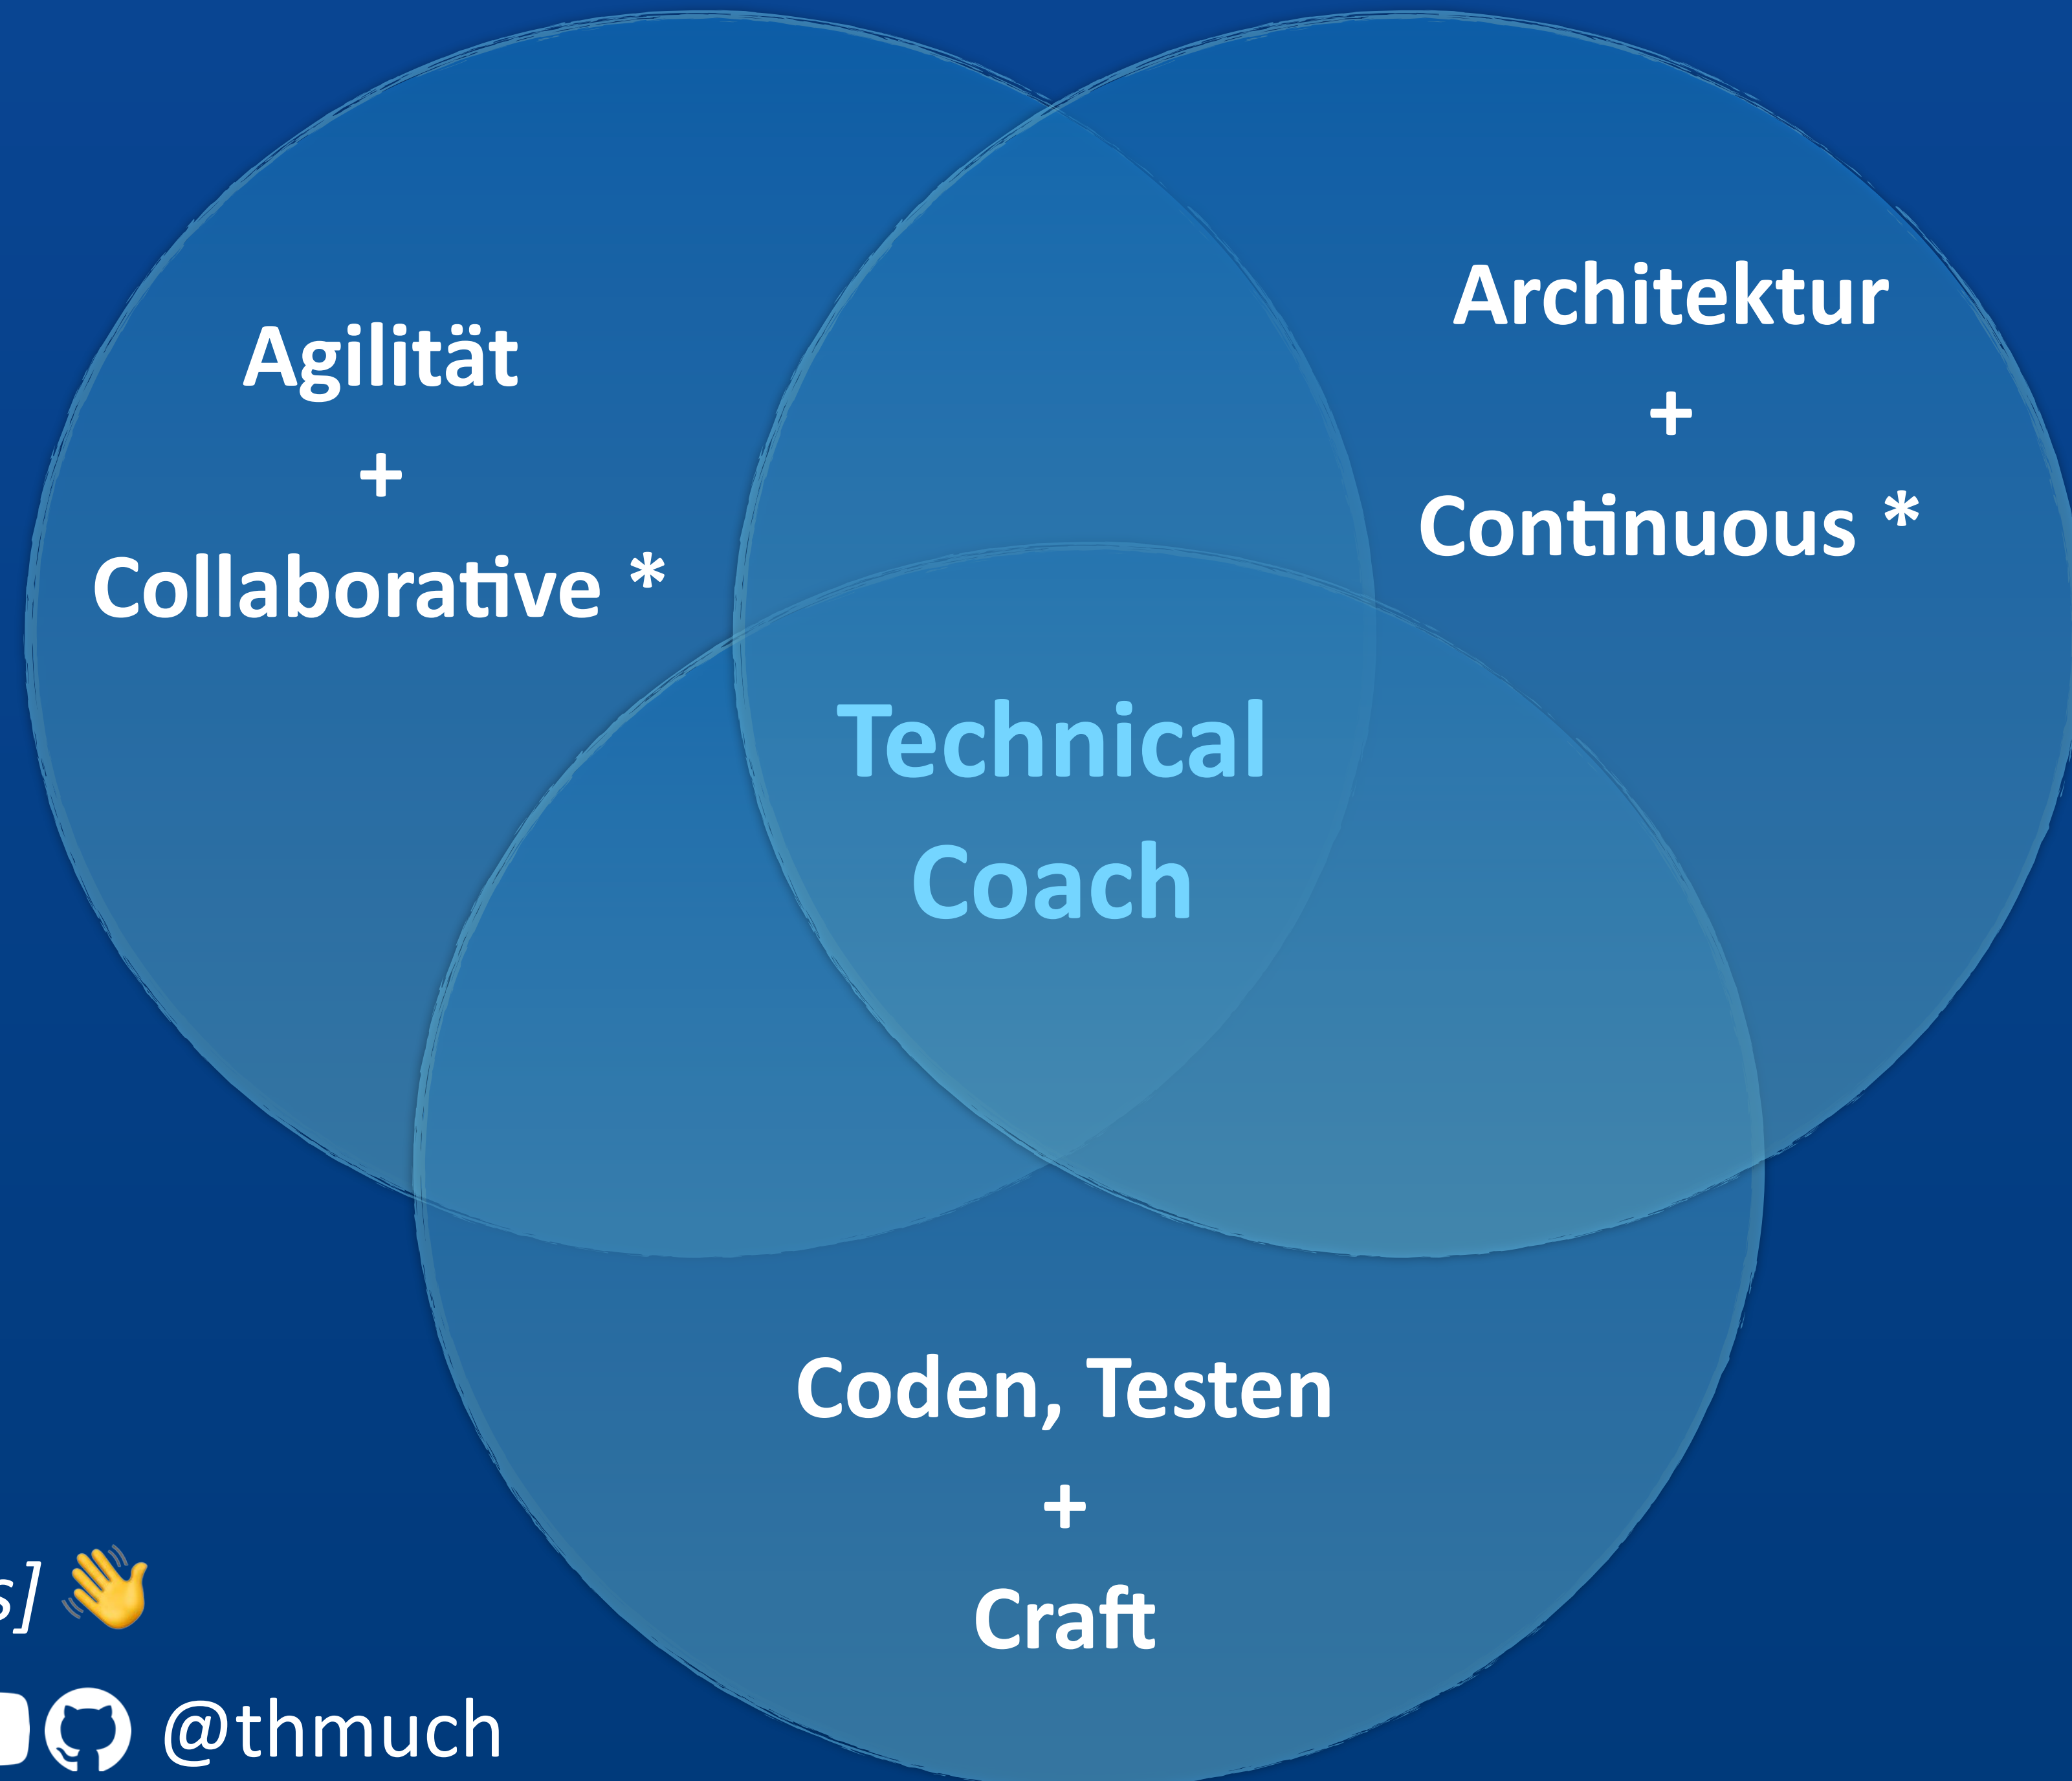 Agilität
+
Collaborative *
Architektur
+
Continuous *
Technical
Coach
Coden, Testen
+
Craft
s]
@thmuch